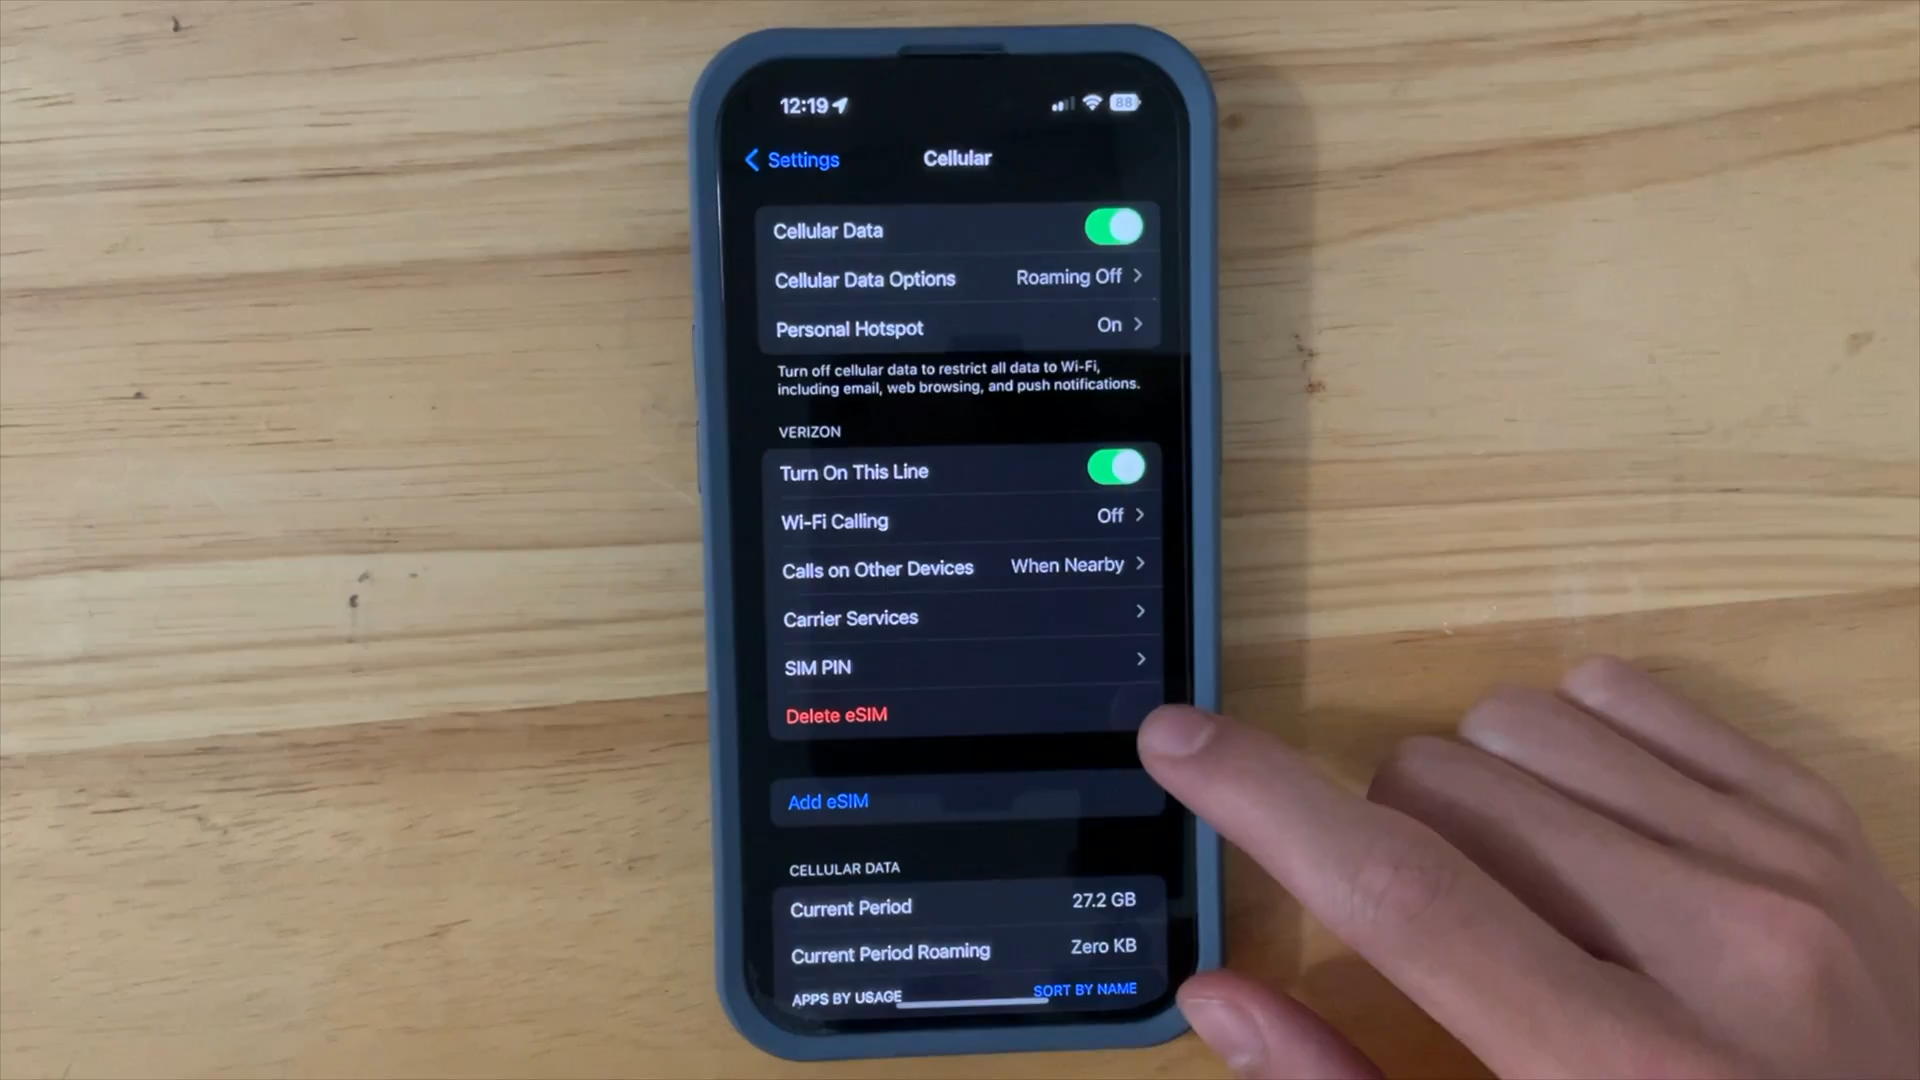 12:19 88
Settings Cellular
Cellular Data
Cellular Data Options Roaming Off
Personal Hotspot On
Turn off cellular data to restrict all data to Wi-Fi,
including email, web browsing, and push notifications.
VERIZON
Turn On This Line
Wi-Fi Calling Off
Calls on Other Devices When Nearby
Carrier Services
SIM PIN
Delete eSIM
Add eSIM
CELLULAR DATA
Current Period 27.2 GB
Current Period Roaming Zero KB
APPS BY USAGE SORT BY NAME